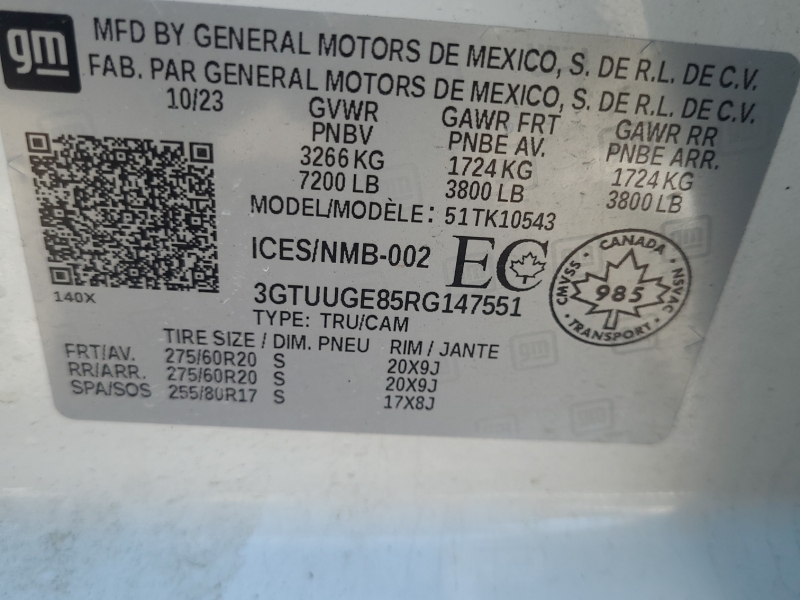 gm
MFD BY GENERAL MOTORS DE MEXICO, S. DE R.L. DE C.V.
FAB. PAR GENERAL MOTORS DE MEXICO, S. DE R.L. DE C.V.
10/23 GVWR GAWR FRT GAWR RR
PNBV PNBE AV. PNBE ARR.
3266 KG 1724 KG 1724 KG
7200 LB 3800 LB 3800 LB
MODEL/MODÈLE: 51TK10543
ICES/NMB-002 EC
CANADA
CMVSS 985 NSVAC
TRANSPORT
140X
3GTUUGE85RG147551
TYPE: TRU/CAM
TIRE SIZE / DIM. PNEU RIM / JANTE
FRT/AV. 275/60R20 S 20X9J
RR/ARR. 275/60R20 S 20X9J
SPA/SOS 255/80R17 S 17X8J